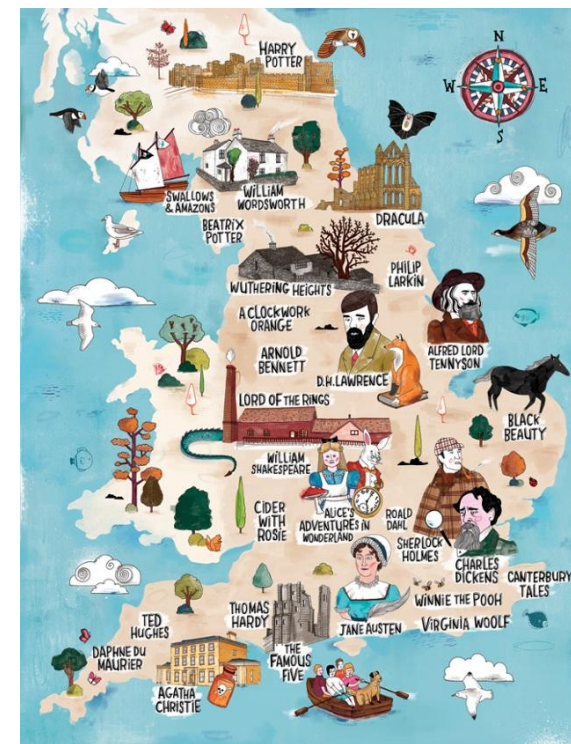 HARRY
POTTER
N
W
E
S
SWALLOWS
& AMAZONS
WILLIAM
WORDSWORTH
DRACULA
BEATRIX
POTTER
WUTHERING HEIGHTS
PHILIP
LARKIN
A CLOCKWORK
ORANGE
ARNOLD
BENNETT
D.H. LAWRENCE
ALFRED LORD
TENNYSON
LORD OF THE RINGS
BLACK
BEAUTY
WILLIAM
SHAKESPEARE
CIDER
WITH
ROSIE
ALICE'S
ADVENTURES IN
WONDERLAND
ROALD
DAHL
SHERLOCK
HOLMES
CHARLES
DICKENS
CANTERBURY
TALES
WINNIE THE POOH
VIRGINIA WOOLF
JANE AUSTEN
THOMAS
HARDY
THE
FAMOUS
FIVE
TED
HUGHES
DAPHNE DU
MAURIER
AGATHA
CHRISTIE